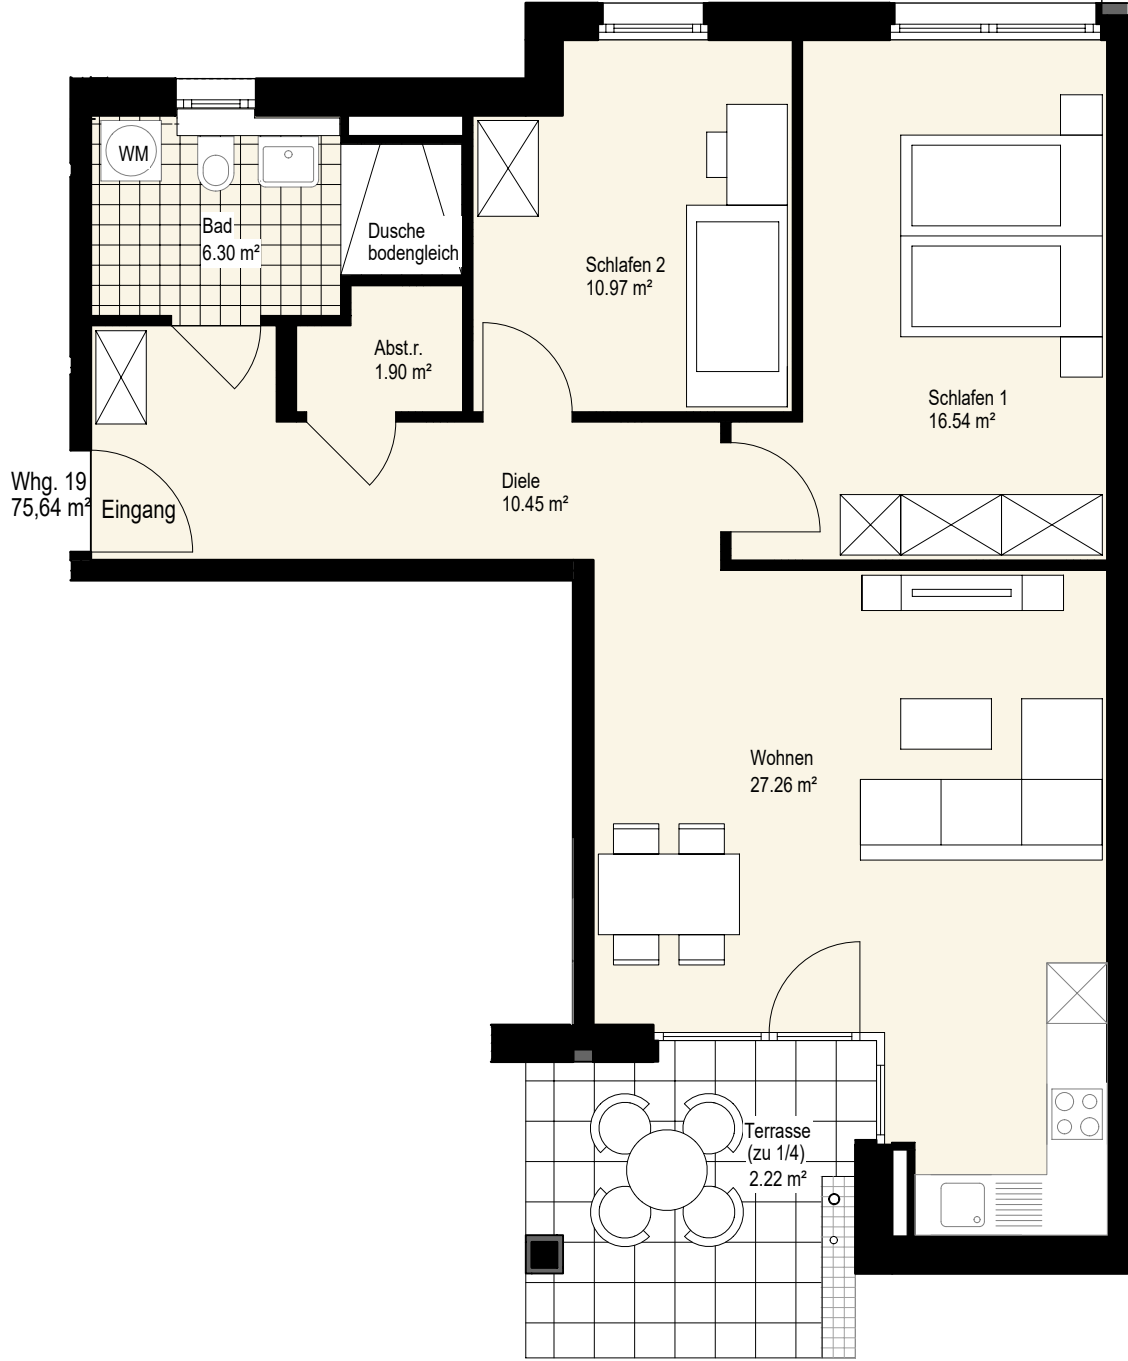 WM
Bad
6.30 m²
Dusche
bodengleich
Schlafen 2
10.97 m²
Abst.r.
1.90 m²
Schlafen 1
16.54 m²
Whg. 19
75,64 m²
Eingang
Diele
10.45 m²
Wohnen
27.26 m²
Terrasse
(zu 1/4)
2.22 m²